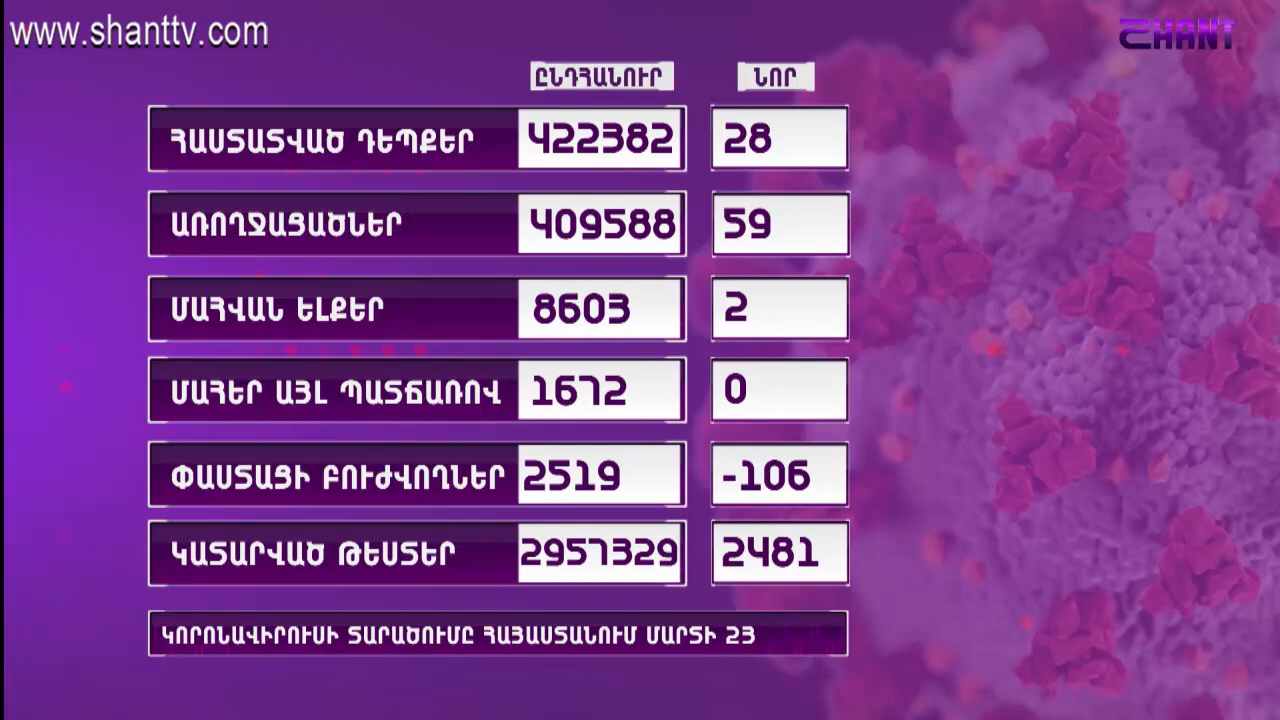 www.shanttv.com
SHANT
ԸՆԴՀԱՆՈՒՐ ՆՈՐ
ՀԱՍՏԱՏՎԱԾ ԴԵՊՔԵՐ 422382 28
ԱՌՈՂՋԱՑԱԾՆԵՐ 409588 59
ՄԱՀՎԱՆ ԵԼՔԵՐ 8603 2
ՄԱՀԵՐ ԱՅԼ ՊԱՏՃԱՌՈՎ 1672 0
ՓԱՍՏԱՑԻ ԲՈՒԺՎՈՂՆԵՐ 2519 -106
ԿԱՏԱՐՎԱԾ ԹԵՍՏԵՐ 2957329 2481
ԿՈՐՈՆԱՎԻՐՈՒՍԻ ՏԱՐԱԾՈՒՄԸ ՀԱՅԱՍՏԱՆՈՒՄ ՄԱՐՏԻ 23